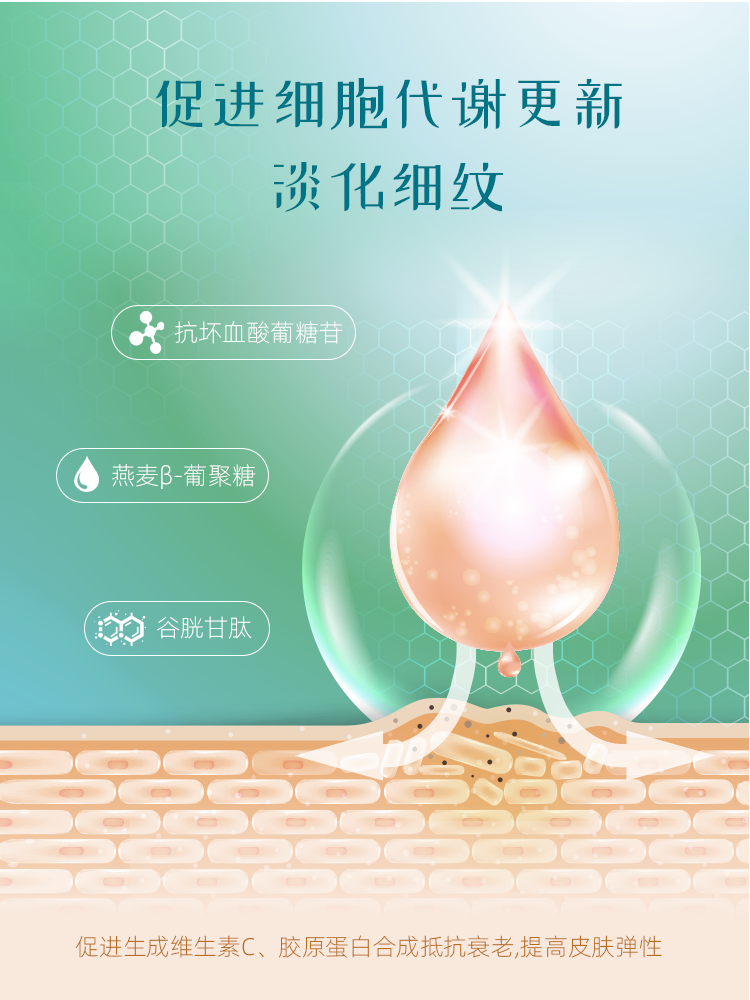 促进细胞代谢更新
淡化细纹
抗坏血酸葡糖苷
燕麦β-葡聚糖
谷胱甘肽
促进生成维生素C、胶原蛋白合成抵抗衰老,提高皮肤弹性